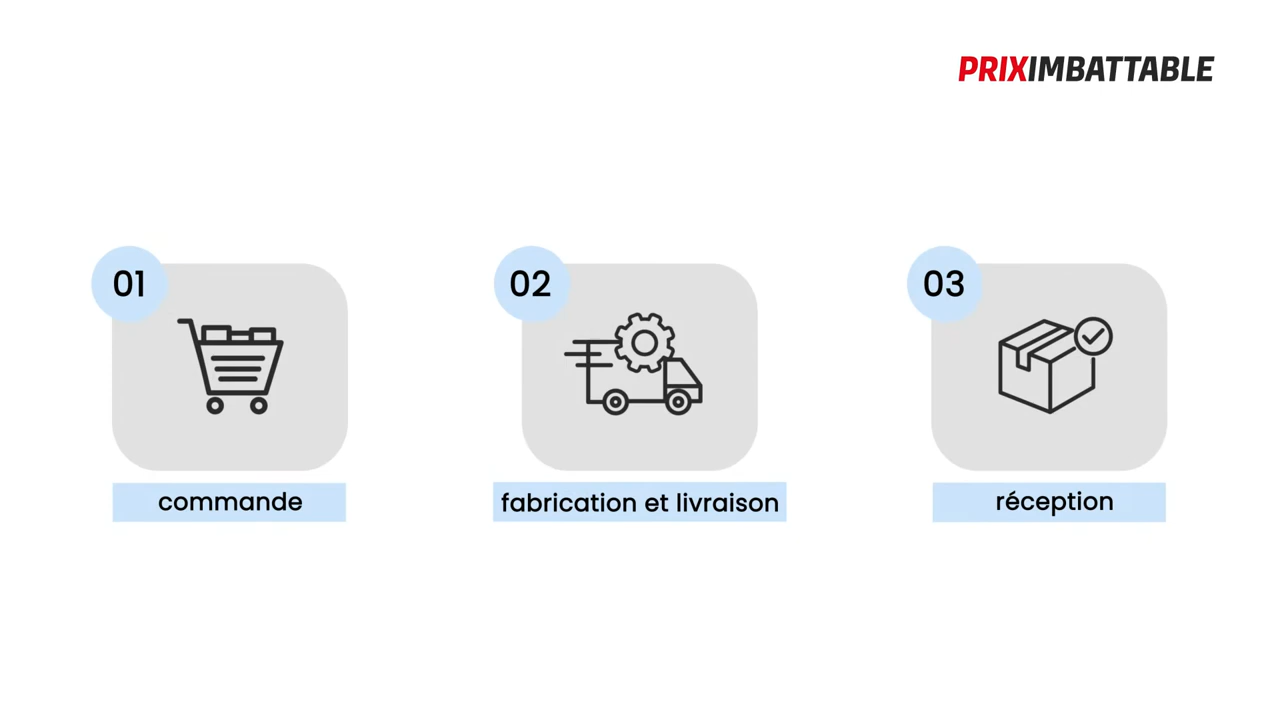 PRIXIMBATTABLE
01
02
03
commande
fabrication et livraison
réception